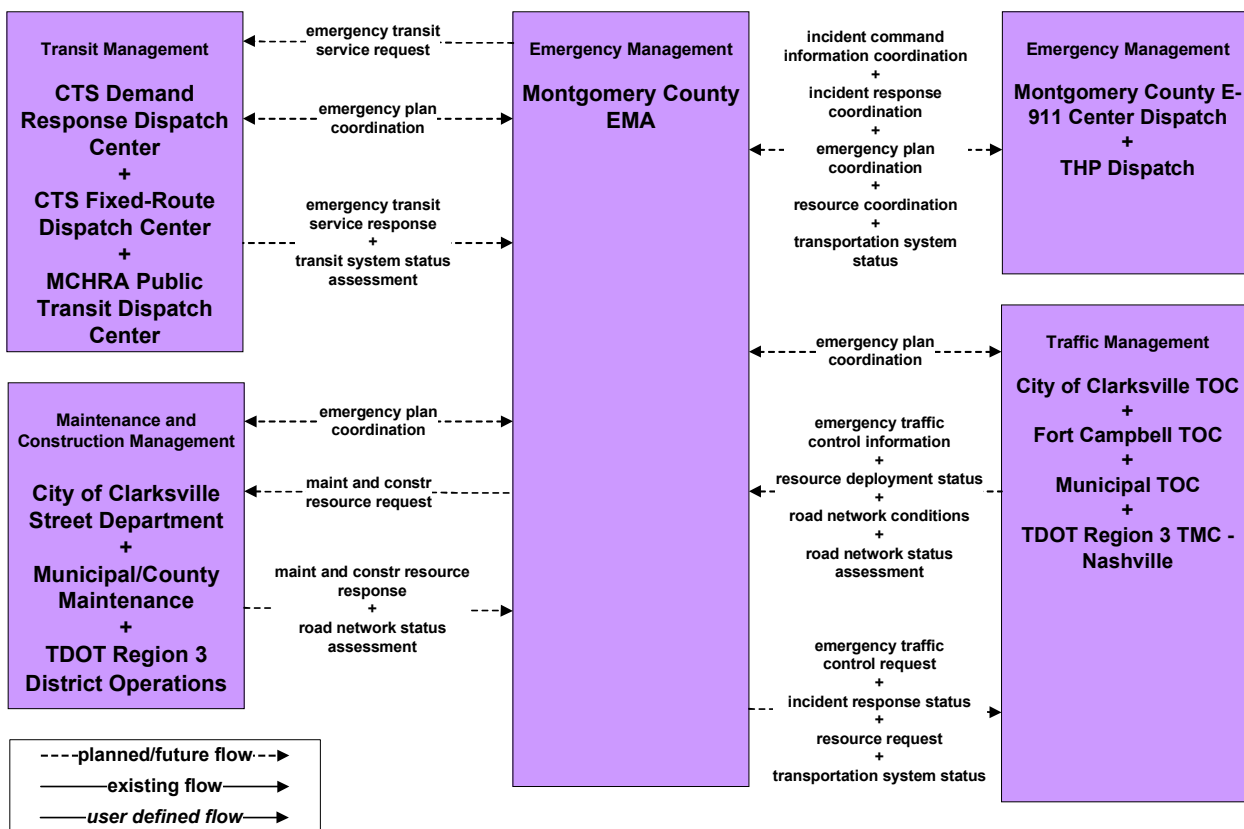 Transit Management
CTS Demand
Response Dispatch
Center
+
CTS Fixed-Route
Dispatch Center
+
MCHRA Public
Transit Dispatch
Center
emergency transit
service request
emergency plan
coordination
emergency transit
service response
+
transit system status
assessment
Maintenance and
Construction Management
City of Clarksville
Street Department
+
Municipal/County
Maintenance
+
TDOT Region 3
District Operations
emergency plan
coordination
maint and constr
resource request
maint and constr resource
response
+
road network status
assessment
Emergency Management
Montgomery County
EMA
incident command
information coordination
+
incident response
coordination
+
emergency plan
coordination
+
resource coordination
+
transportation system
status
Emergency Management
Montgomery County E-
911 Center Dispatch
+
THP Dispatch
emergency plan
coordination
emergency traffic
control information
+
resource deployment status
+
road network conditions
+
road network status
assessment
emergency traffic
control request
+
incident response status
+
resource request
+
transportation system status
Traffic Management
City of Clarksville TOC
+
Fort Campbell TOC
+
Municipal TOC
+
TDOT Region 3 TMC -
Nashville
planned/future flow
existing flow
user defined flow